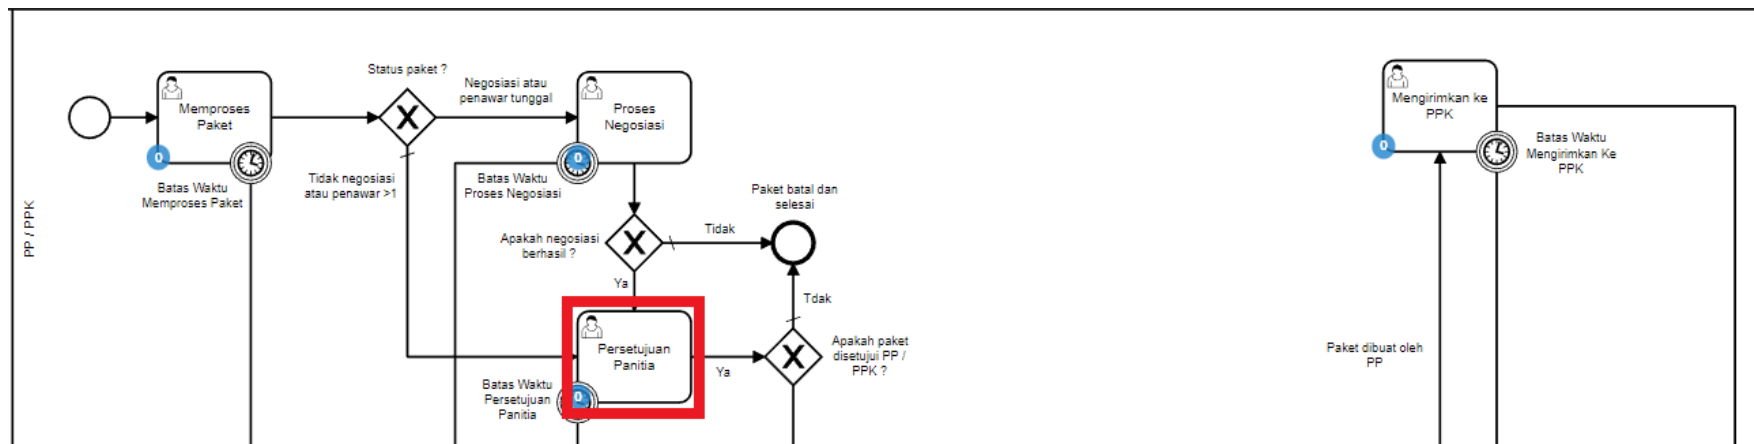 PP / PPK
Memproses
Paket
0
Batas Waktu
Memproses Paket
Status paket ?
Negosiasi atau
penawar tunggal
Tidak negosiasi
atau penawar >1
Proses
Negosiasi
0
Batas Waktu
Proses Negosiasi
Apakah negosiasi
berhasil ?
Tidak
Ya
Paket batal dan
selesai
Persetujuan
Panitia
0
Batas Waktu
Persetujuan
Panitia
Ya
Tdak
Apakah paket
disetujui PP /
PPK ?
Mengirimkan ke
PPK
0
Batas Waktu
Mengirimkan Ke
PPK
Paket dibuat oleh
PP